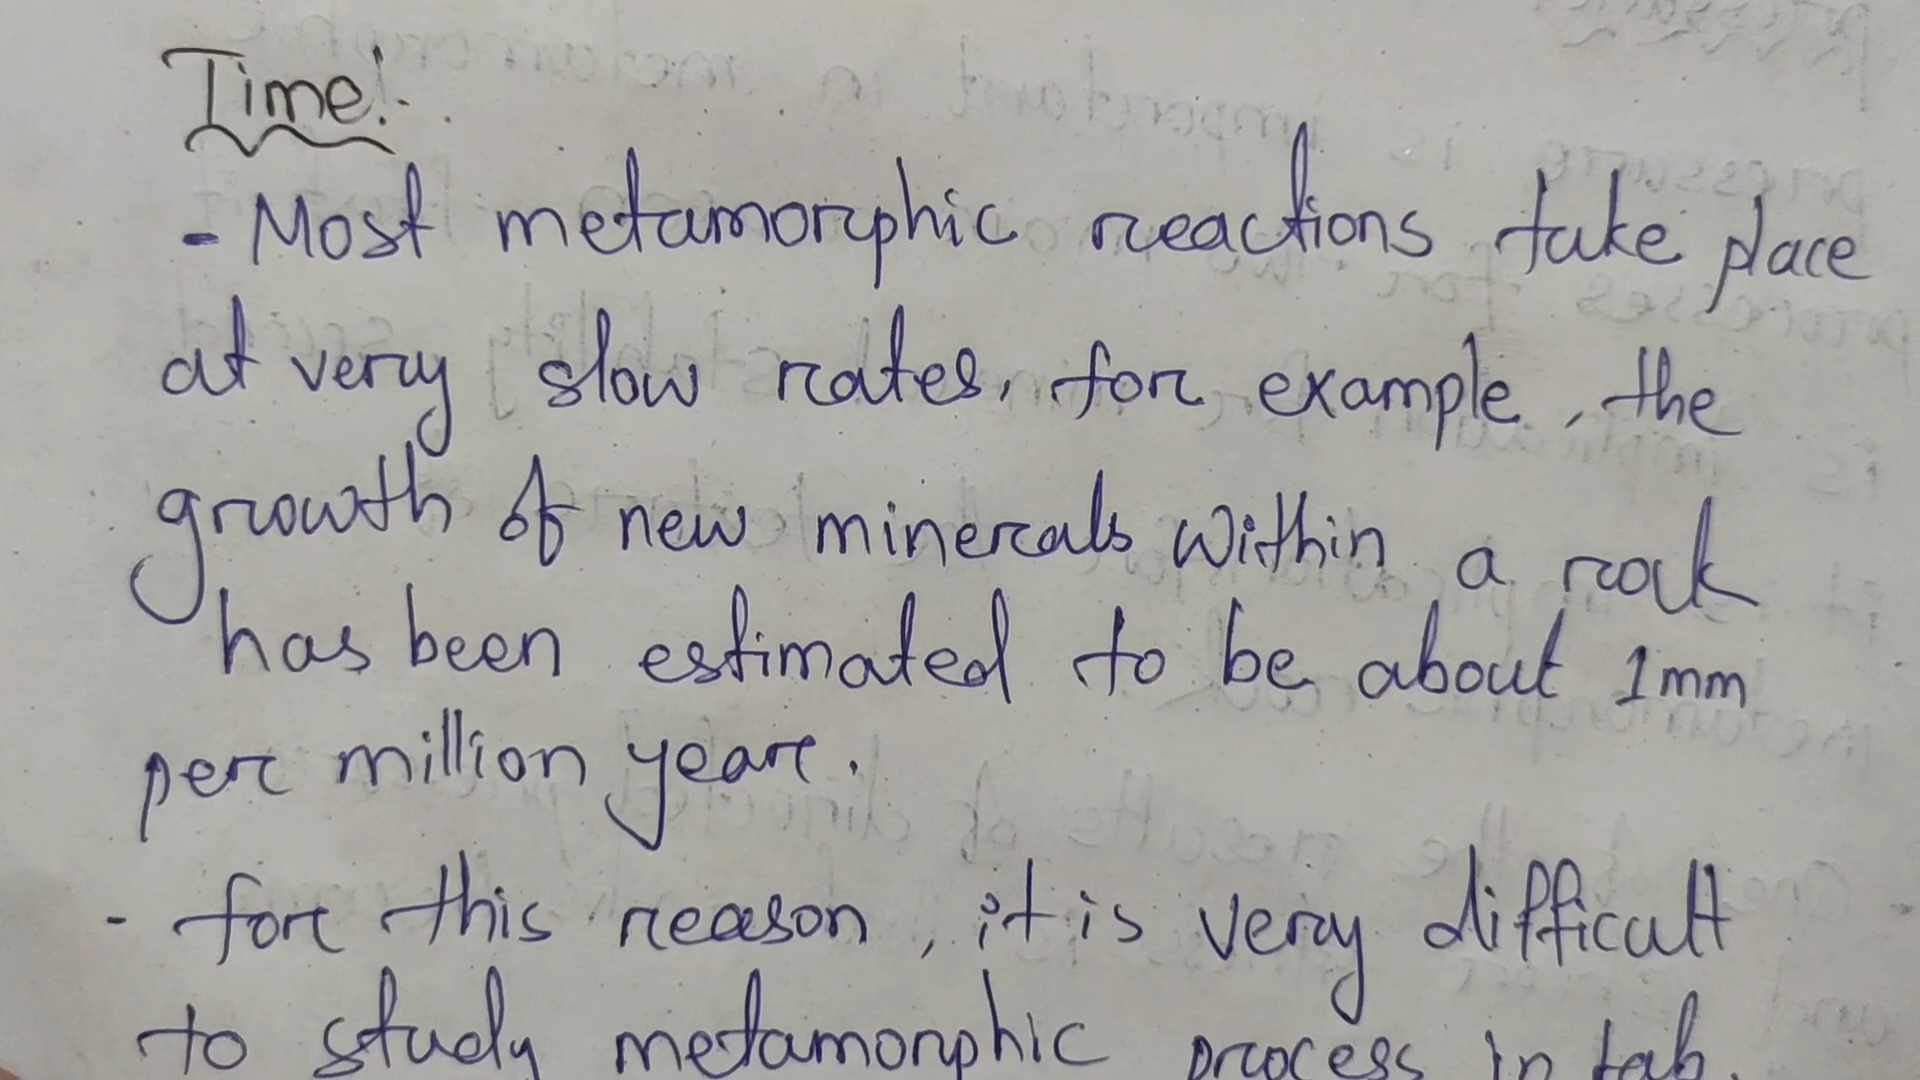 Time:-
- Most metamorphic reactions take place
at very slow rates, for example, the
growth of new minerals within a rock
has been estimated to be about 1mm
per million year.
- for this reason, it is very difficult
to study metamorphic process in lab.